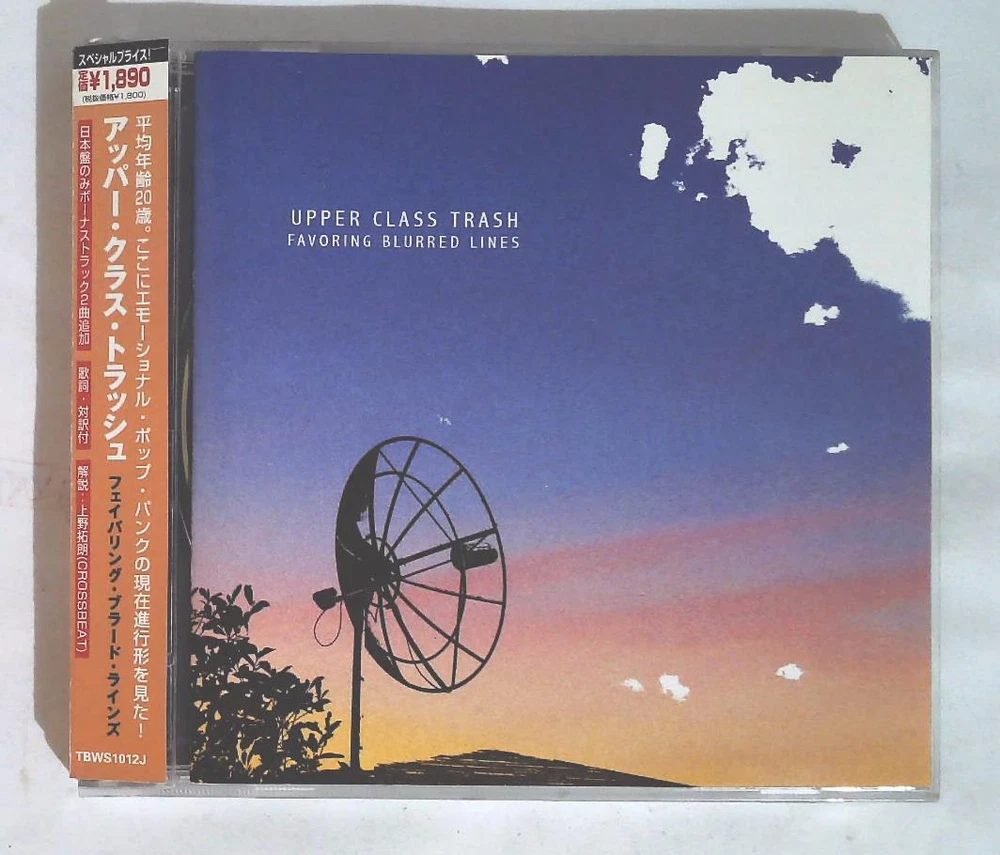 スペシャルプライス!
定価¥1,890
(税抜価格¥1,800)
平均年齢20歳。ここにエモーショナル・ポップ・パンクの現在進行形を見た!
アッパー・クラス・トラッシュ
フェイバリング・ブラード・ラインズ
日本盤のみボーナストラック2曲追加
歌詞・対訳付
解説:上野拓朗(CROSSBEAT)
TBWS1012J
UPPER CLASS TRASH
FAVORING BLURRED LINES